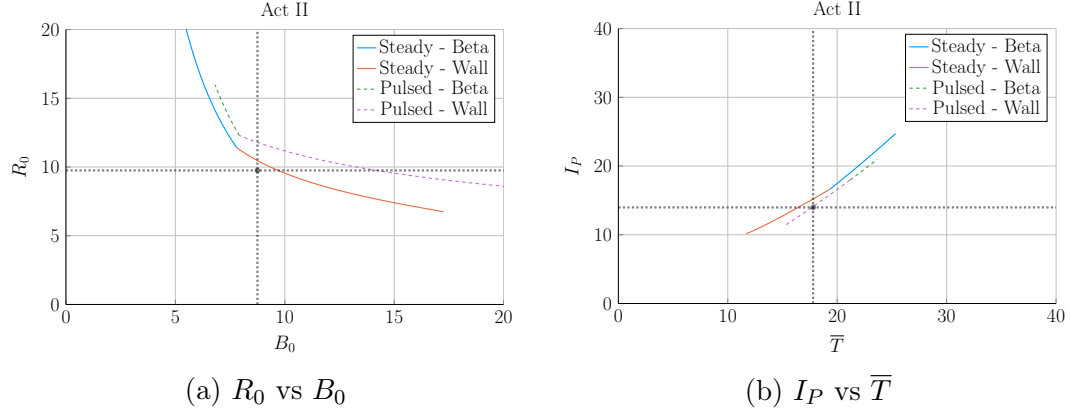 Act II
20
15
10
5
0
R₀
0 5 10 15 20
B₀
Steady - Beta
Steady - Wall
Pulsed - Beta
Pulsed - Wall
(a) R₀ vs B₀
Act II
40
30
20
10
0
I_P
0 10 20 30 40
T̅
Steady - Beta
Steady - Wall
Pulsed - Beta
Pulsed - Wall
(b) I_P vs T̅